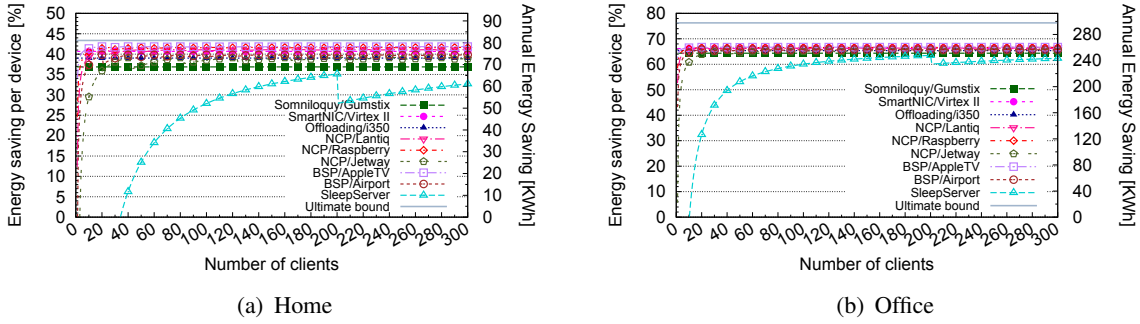 Energy saving per device [%]
50
45
40
35
30
25
20
15
10
5
0
Somniloquy/Gumstix
SmartNIC/Virtex II
Offloading/i350
NCP/Lantiq
NCP/Raspberry
NCP/Jetway
BSP/AppleTV
BSP/Airport
SleepServer
Ultimate bound
90
80
70
60
50
40
30
20
10
0
Annual Energy Saving [KWh]
1 20 40 60 80 100 120 140 160 180 200 220 240 260 280 300
Number of clients
(a) Home
Energy saving per device [%]
80
70
60
50
40
30
20
10
0
Somniloquy/Gumstix
SmartNIC/Virtex II
Offloading/i350
NCP/Lantiq
NCP/Raspberry
NCP/Jetway
BSP/AppleTV
BSP/Airport
SleepServer
Ultimate bound
280
240
200
160
120
80
40
0
Annual Energy Saving [KWh]
1 20 40 60 80 100 120 140 160 180 200 220 240 260 280 300
Number of clients
(b) Office